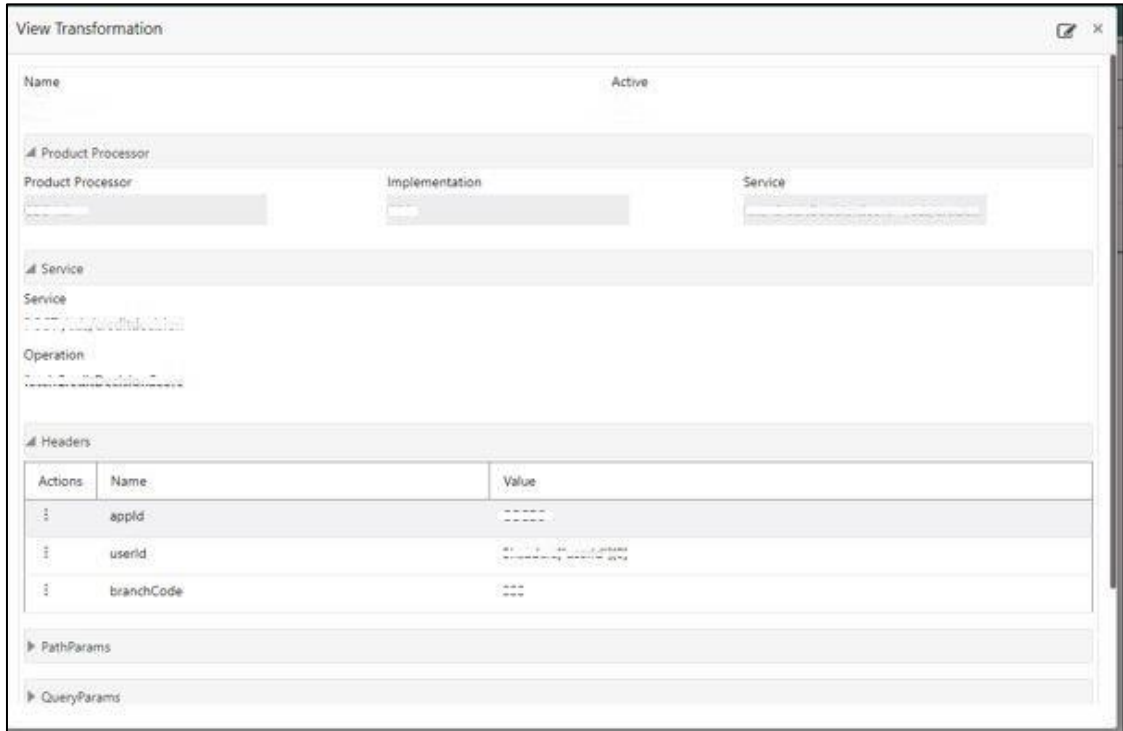 View Transformation
Name Active
Product Processor
Product Processor Implementation Service
Service
Service
Operation
Headers
Actions Name Value
appId
userId
branchCode
PathParams
QueryParams